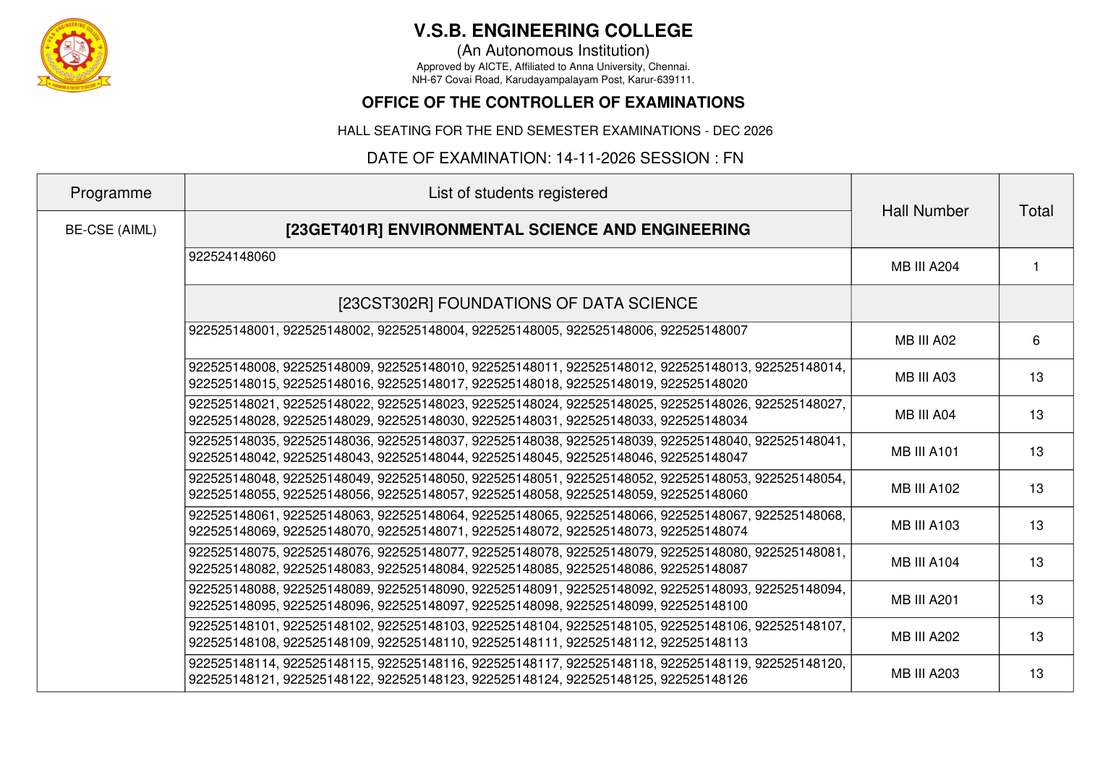 V.S.B. ENGINEERING COLLEGE
(An Autonomous Institution)
Approved by AICTE, Affiliated to Anna University, Chennai.
NH-67 Covai Road, Karudayampalayam Post, Karur-639111.
OFFICE OF THE CONTROLLER OF EXAMINATIONS
HALL SEATING FOR THE END SEMESTER EXAMINATIONS - DEC 2026
DATE OF EXAMINATION: 14-11-2026 SESSION : FN
Programme List of students registered Hall Number Total
BE-CSE (AIML) [23GET401R] ENVIRONMENTAL SCIENCE AND ENGINEERING
922524148060 MB III A204 1
[23CST302R] FOUNDATIONS OF DATA SCIENCE
922525148001, 922525148002, 922525148004, 922525148005, 922525148006, 922525148007 MB III A02 6
922525148008, 922525148009, 922525148010, 922525148011, 922525148012, 922525148013, 922525148014,
922525148015, 922525148016, 922525148017, 922525148018, 922525148019, 922525148020 MB III A03 13
922525148021, 922525148022, 922525148023, 922525148024, 922525148025, 922525148026, 922525148027,
922525148028, 922525148029, 922525148030, 922525148031, 922525148033, 922525148034 MB III A04 13
922525148035, 922525148036, 922525148037, 922525148038, 922525148039, 922525148040, 922525148041,
922525148042, 922525148043, 922525148044, 922525148045, 922525148046, 922525148047 MB III A101 13
922525148048, 922525148049, 922525148050, 922525148051, 922525148052, 922525148053, 922525148054,
922525148055, 922525148056, 922525148057, 922525148058, 922525148059, 922525148060 MB III A102 13
922525148061, 922525148063, 922525148064, 922525148065, 922525148066, 922525148067, 922525148068,
922525148069, 922525148070, 922525148071, 922525148072, 922525148073, 922525148074 MB III A103 13
922525148075, 922525148076, 922525148077, 922525148078, 922525148079, 922525148080, 922525148081,
922525148082, 922525148083, 922525148084, 922525148085, 922525148086, 922525148087 MB III A104 13
922525148088, 922525148089, 922525148090, 922525148091, 922525148092, 922525148093, 922525148094,
922525148095, 922525148096, 922525148097, 922525148098, 922525148099, 922525148100 MB III A201 13
922525148101, 922525148102, 922525148103, 922525148104, 922525148105, 922525148106, 922525148107,
922525148108, 922525148109, 922525148110, 922525148111, 922525148112, 922525148113 MB III A202 13
922525148114, 922525148115, 922525148116, 922525148117, 922525148118, 922525148119, 922525148120,
922525148121, 922525148122, 922525148123, 922525148124, 922525148125, 922525148126 MB III A203 13